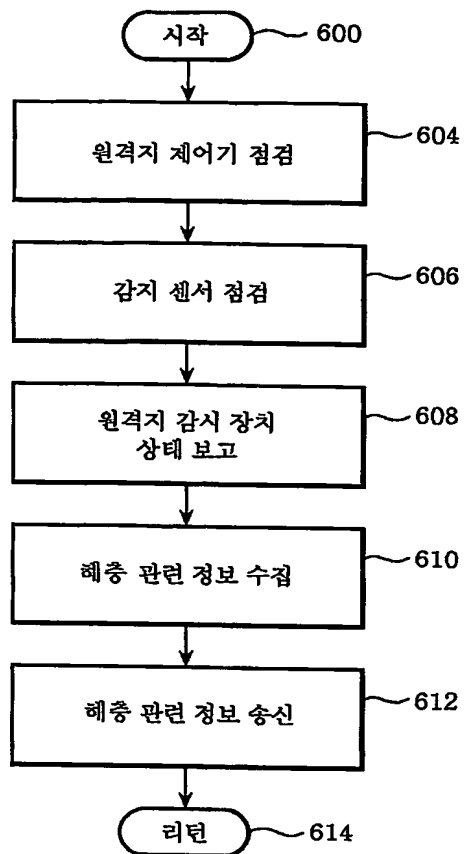 시작
600
원격지 제어기 점검
604
감지 센서 점검
606
원격지 감시 장치
상태 보고
608
해충 관련 정보 수집
610
해충 관련 정보 송신
612
리턴
614